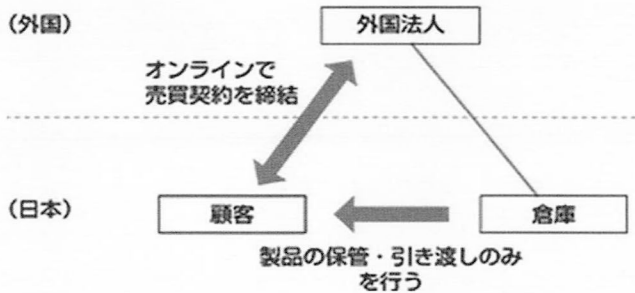 (外国)
外国法人
オンラインで
売買契約を締結
(日本)
顧客
倉庫
製品の保管・引き渡しのみ
を行う